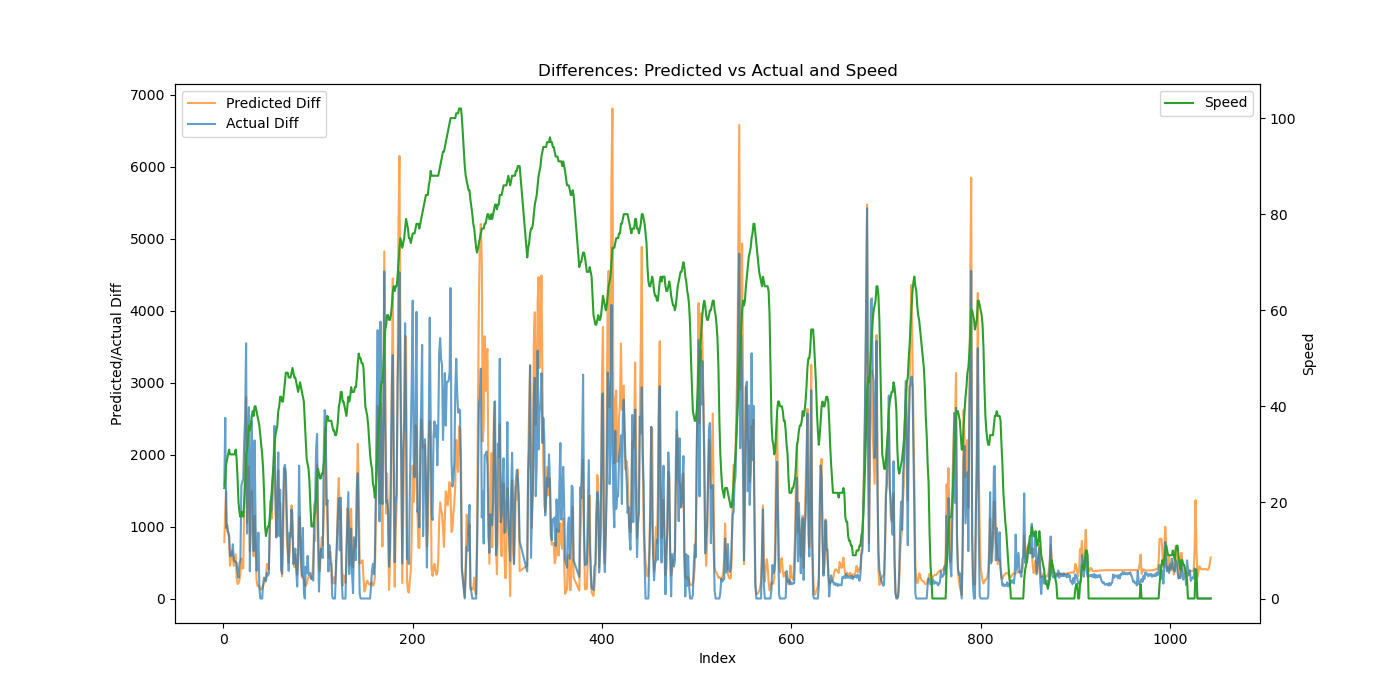 Differences: Predicted vs Actual and Speed
Predicted Diff
Actual Diff
Speed
7000
6000
5000
4000
3000
2000
1000
0
Predicted/Actual Diff
100
80
60
40
20
0
Speed
0
200
400
600
800
1000
Index